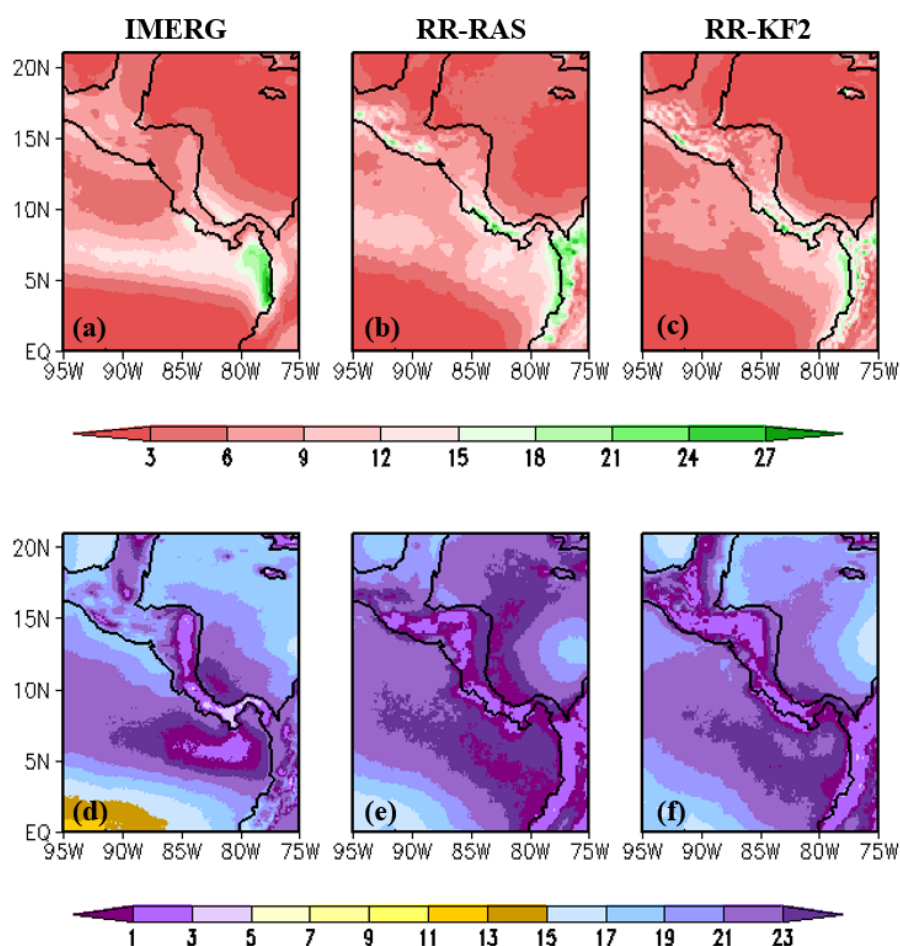 IMERG RR-RAS RR-KF2
20N
15N
10N
5N
EQ
(a) (b) (c)
95W 90W 85W 80W 75W 95W 90W 85W 80W 75W 95W 90W 85W 80W 75W
3 6 9 12 15 18 21 24 27
20N
15N
10N
5N
EQ
(d) (e) (f)
95W 90W 85W 80W 75W 95W 90W 85W 80W 75W 95W 90W 85W 80W 75W
1 3 5 7 9 11 13 15 17 19 21 23